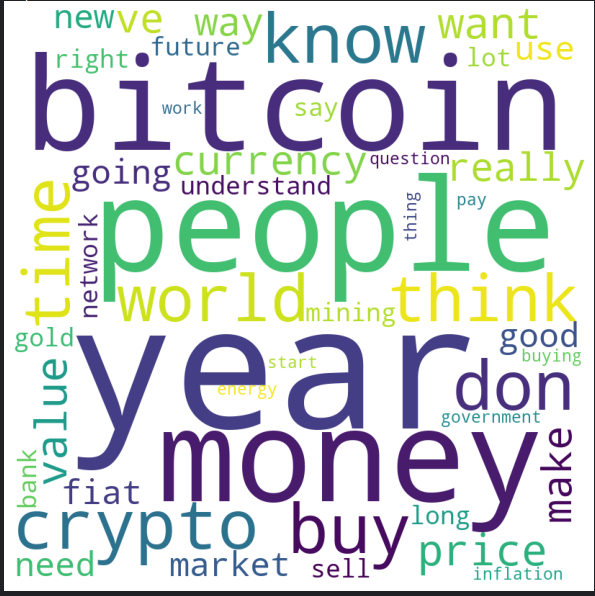 new ve way know want
right future lot use
bitcoin
work say
going currency question really
understand
time network people thing pay
world mining think
gold year good
start buying
energy don
value government
bank money make
fiat
crypto buy long
need market sell price
inflation